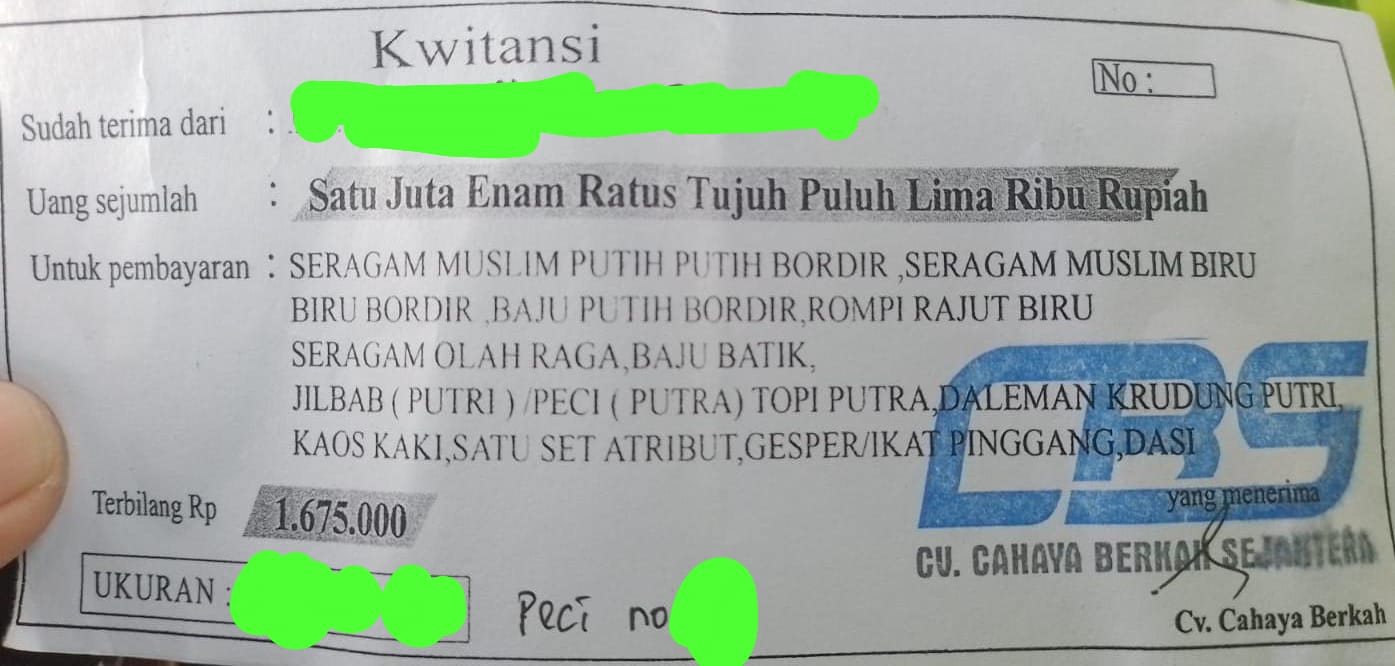 Kwitansi
No :
Sudah terima dari :
Uang sejumlah : Satu Juta Enam Ratus Tujuh Puluh Lima Ribu Rupiah
Untuk pembayaran : SERAGAM MUSLIM PUTIH PUTIH BORDIR ,SERAGAM MUSLIM BIRU
BIRU BORDIR ,BAJU PUTIH BORDIR,ROMPI RAJUT BIRU
SERAGAM OLAH RAGA,BAJU BATIK,
JILBAB ( PUTRI ) /PECI ( PUTRA) TOPI PUTRA,DALEMAN KRUDUNG PUTRI,
KAOS KAKI,SATU SET ATRIBUT,GESPER/IKAT PINGGANG,DASI
CBS
yang menerima
Terbilang Rp 1.675.000
CV. CAHAYA BERKAH SEJAHTERA
UKURAN :
Peci no
Cv. Cahaya Berkah